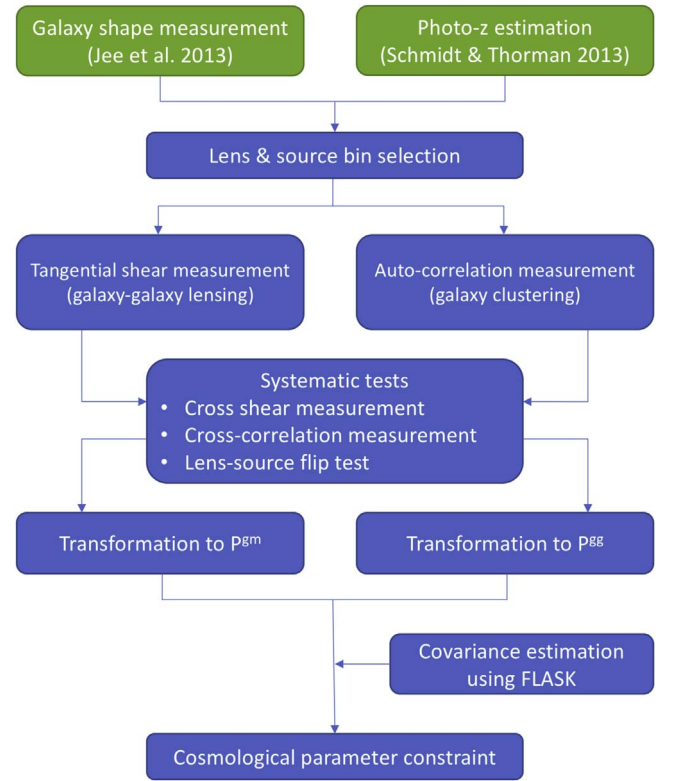 Galaxy shape measurement
(Jee et al. 2013)
Photo-z estimation
(Schmidt & Thorman 2013)
Lens & source bin selection
Tangential shear measurement
(galaxy-galaxy lensing)
Auto-correlation measurement
(galaxy clustering)
Systematic tests
• Cross shear measurement
• Cross-correlation measurement
• Lens-source flip test
Transformation to Pᵍᵐ
Transformation to Pᵍᵍ
Covariance estimation
using FLASK
Cosmological parameter constraint